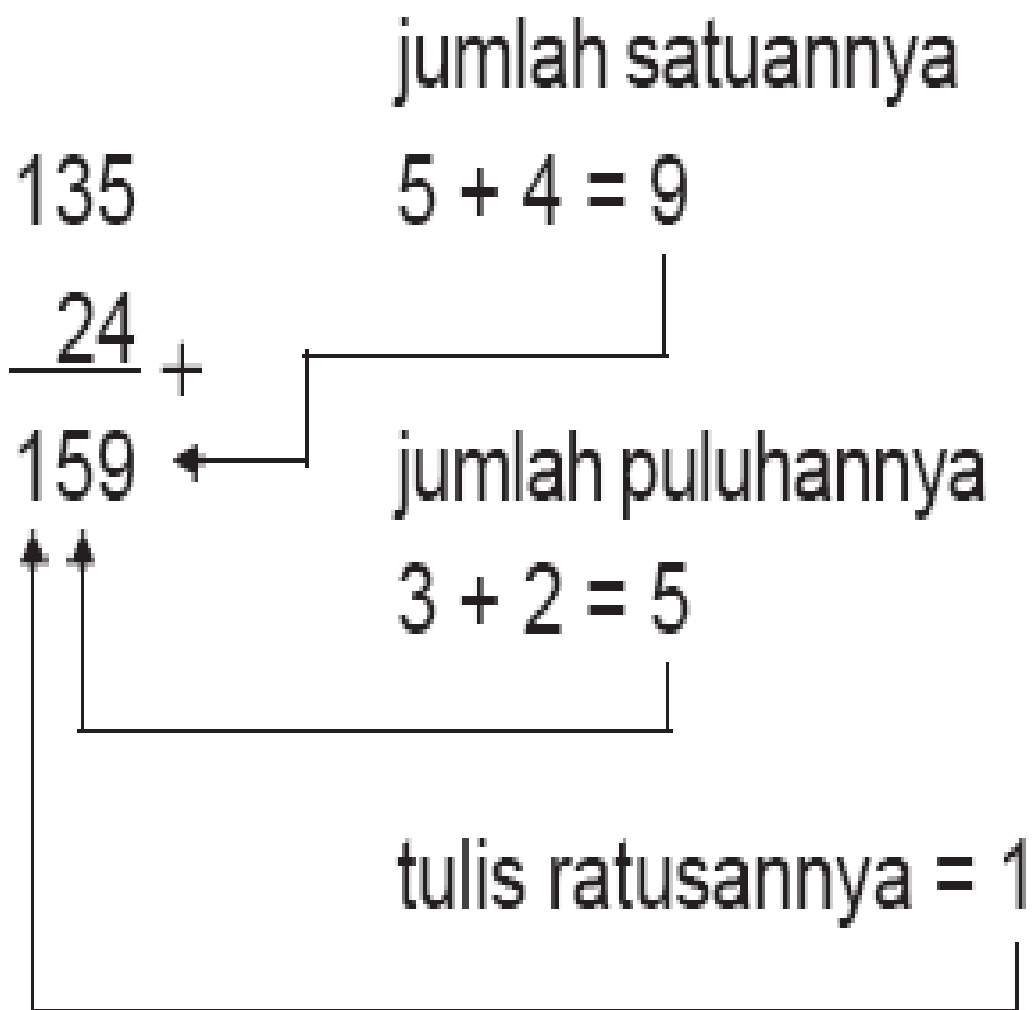 jumlah satuannya
135
5 + 4 = 9
24
+
159
jumlah puluhannya
3 + 2 = 5
tulis ratusannya = 1